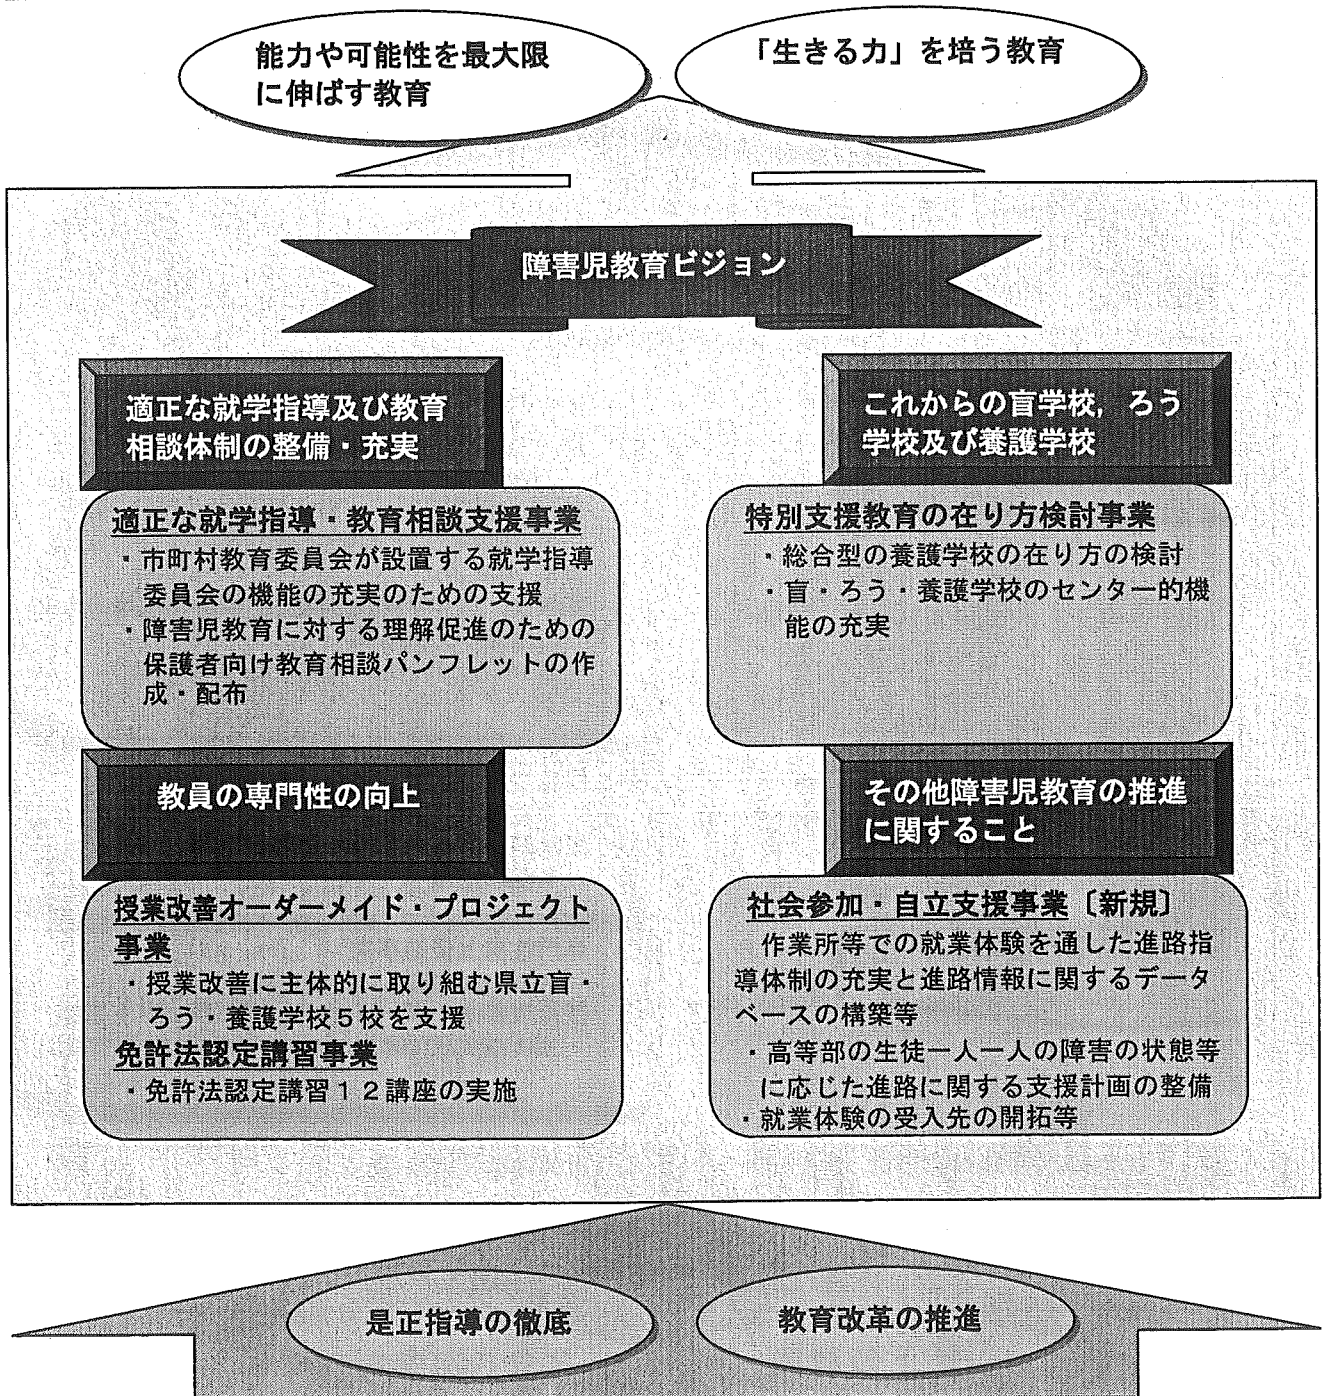 能力や可能性を最大限
に伸ばす教育
「生きる力」を培う教育
障害児教育ビジョン
適正な就学指導及び教育
相談体制の整備・充実
適正な就学指導・教育相談支援事業
・市町村教育委員会が設置する就学指導
委員会の機能の充実のための支援
・障害児教育に対する理解促進のための
保護者向け教育相談パンフレットの作
成・配布
これからの盲学校，ろう
学校及び養護学校
特別支援教育の在り方検討事業
・総合型の養護学校の在り方の検討
・盲・ろう・養護学校のセンター的機
能の充実
教員の専門性の向上
授業改善オーダーメイド・プロジェクト
事業
・授業改善に主体的に取り組む県立盲・
ろう・養護学校５校を支援
免許法認定講習事業
・免許法認定講習１２講座の実施
その他障害児教育の推進
に関すること
社会参加・自立支援事業〔新規〕
作業所等での就業体験を通した進路指
導体制の充実と進路情報に関するデータ
ベースの構築等
・高等部の生徒一人一人の障害の状態等
に応じた進路に関する支援計画の整備
・就業体験の受入先の開拓等
是正指導の徹底
教育改革の推進